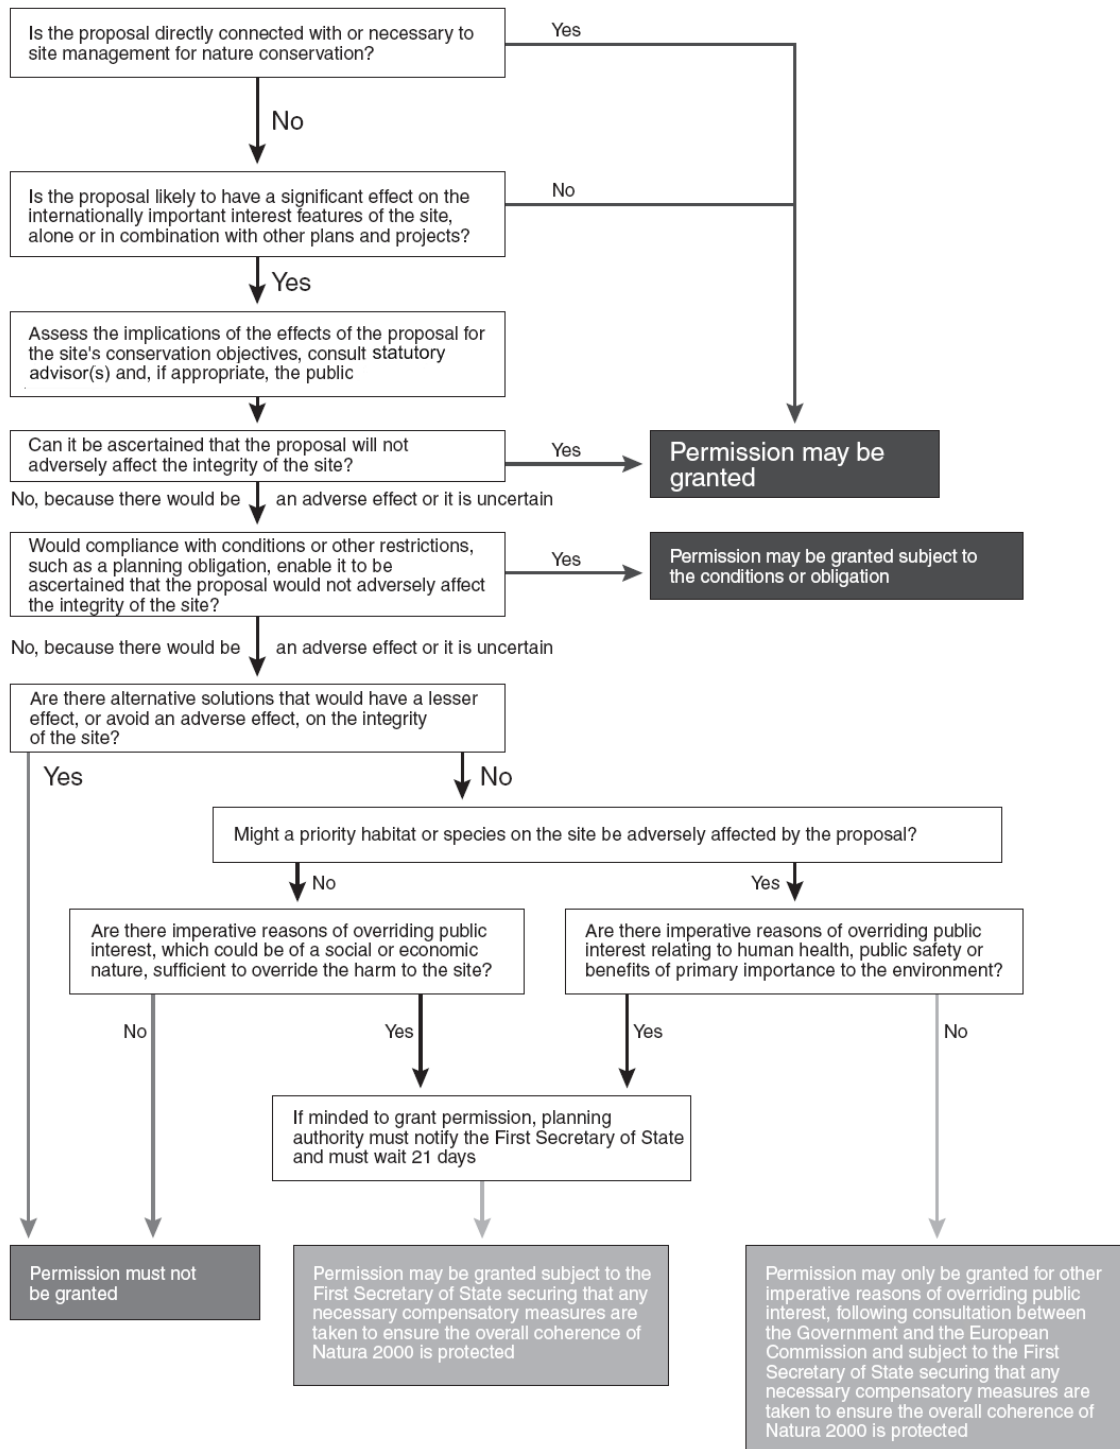 Is the proposal directly connected with or necessary to
site management for nature conservation?
Yes
No
Is the proposal likely to have a significant effect on the
internationally important interest features of the site,
alone or in combination with other plans and projects?
No
Yes
Assess the implications of the effects of the proposal for
the site's conservation objectives, consult statutory
advisor(s) and, if appropriate, the public
Can it be ascertained that the proposal will not
adversely affect the integrity of the site?
Yes
Permission may be
granted
No, because there would be an adverse effect or it is uncertain
Would compliance with conditions or other restrictions,
such as a planning obligation, enable it to be
ascertained that the proposal would not adversely affect
the integrity of the site?
Yes
Permission may be granted subject to
the conditions or obligation
No, because there would be an adverse effect or it is uncertain
Are there alternative solutions that would have a lesser
effect, or avoid an adverse effect, on the integrity
of the site?
Yes
No
Might a priority habitat or species on the site be adversely affected by the proposal?
No
Yes
Are there imperative reasons of overriding public
interest, which could be of a social or economic
nature, sufficient to override the harm to the site?
Are there imperative reasons of overriding public
interest relating to human health, public safety or
benefits of primary importance to the environment?
No
Yes
Yes
No
If minded to grant permission, planning
authority must notify the First Secretary of State
and must wait 21 days
Permission must not
be granted
Permission may be granted subject to the
First Secretary of State securing that any
necessary compensatory measures are
taken to ensure the overall coherence of
Natura 2000 is protected
Permission may only be granted for other
imperative reasons of overriding public
interest, following consultation between
the Government and the European
Commission and subject to the First
Secretary of State securing that any
necessary compensatory measures are
taken to ensure the overall coherence of
Natura 2000 is protected